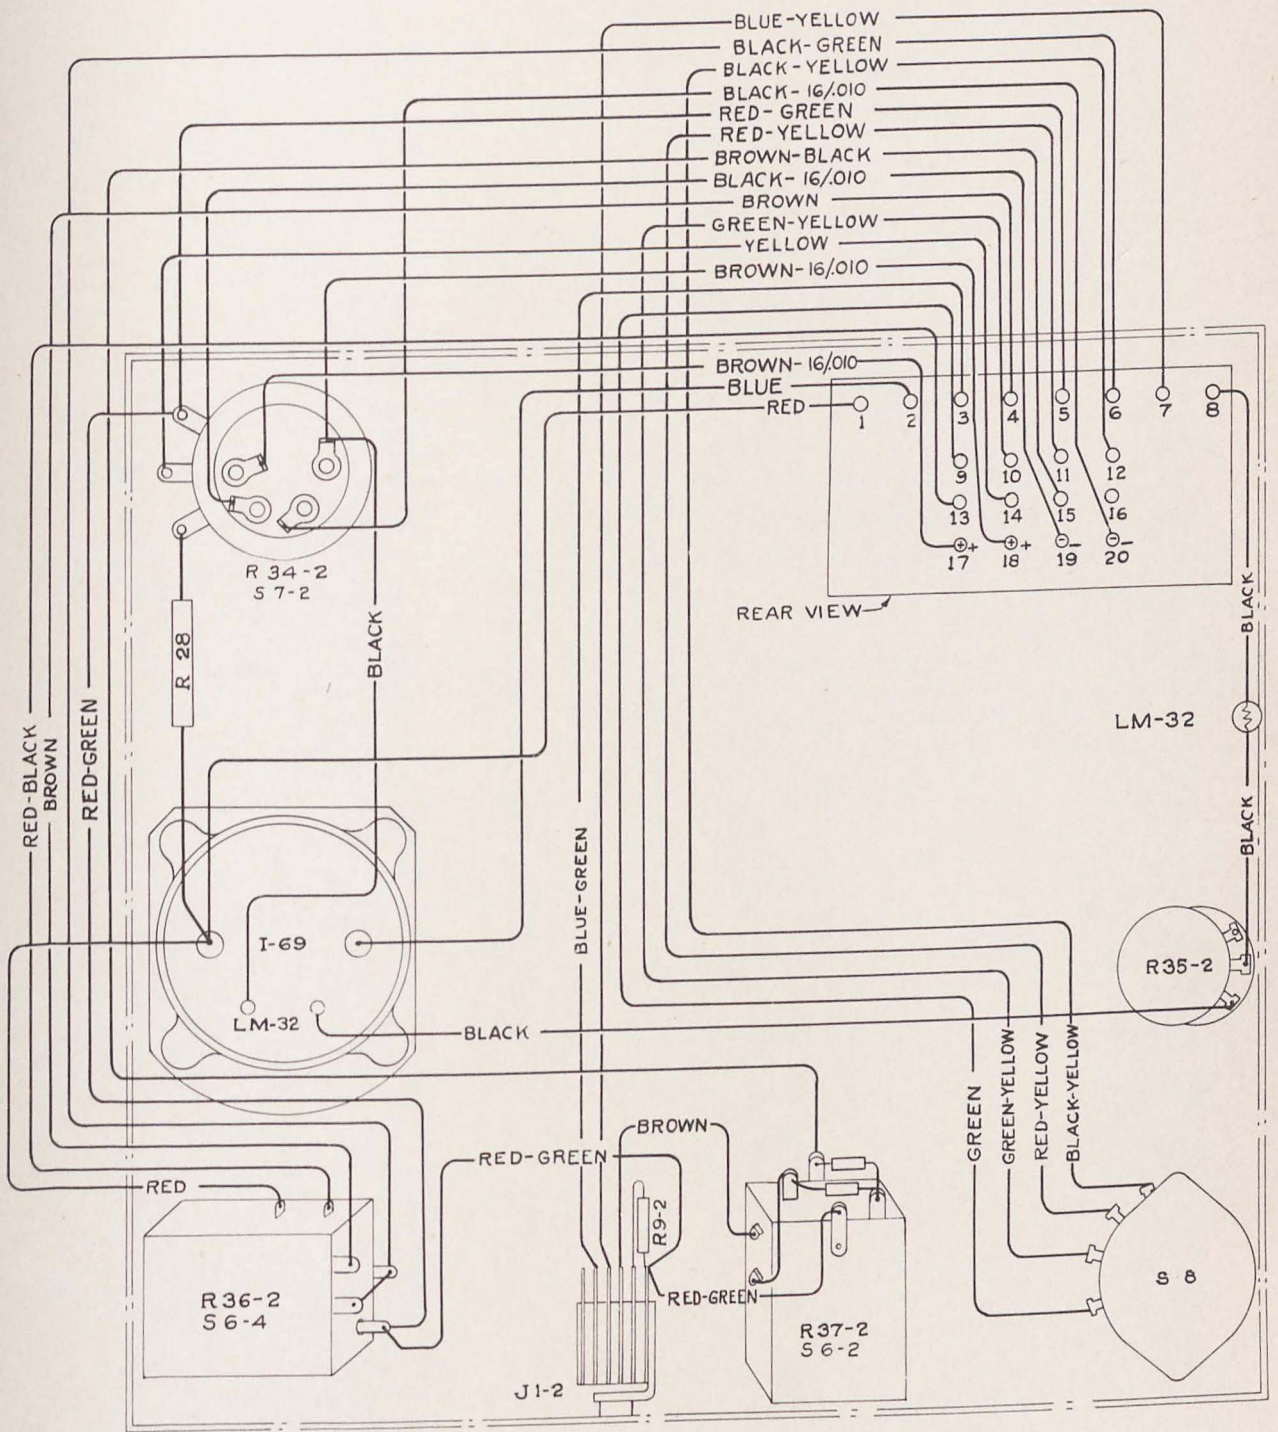 BLUE-YELLOW
BLACK-GREEN
BLACK-YELLOW
BLACK-16/.010
RED-GREEN
RED-YELLOW
BROWN-BLACK
BLACK-16/.010
BROWN
GREEN-YELLOW
YELLOW
BROWN-16/.010
BROWN-16/.010
BLUE
RED
1 2 3 4 5 6 7 8
9 10 11 12
13 14 15 16
17 + 18 + 19 - 20 -
REAR VIEW
R 34-2
S 7-2
R 28
BLACK
BLACK
LM-32
BLACK
RED-BLACK
BROWN
RED-GREEN
BLUE-GREEN
I-69
LM-32
R35-2
BLACK
GREEN
GREEN-YELLOW
RED-YELLOW
BLACK-YELLOW
BROWN
RED-GREEN
RED
R9-2
RED-GREEN
R36-2
S 6-4
R37-2
S 6-2
S 8
J1-2